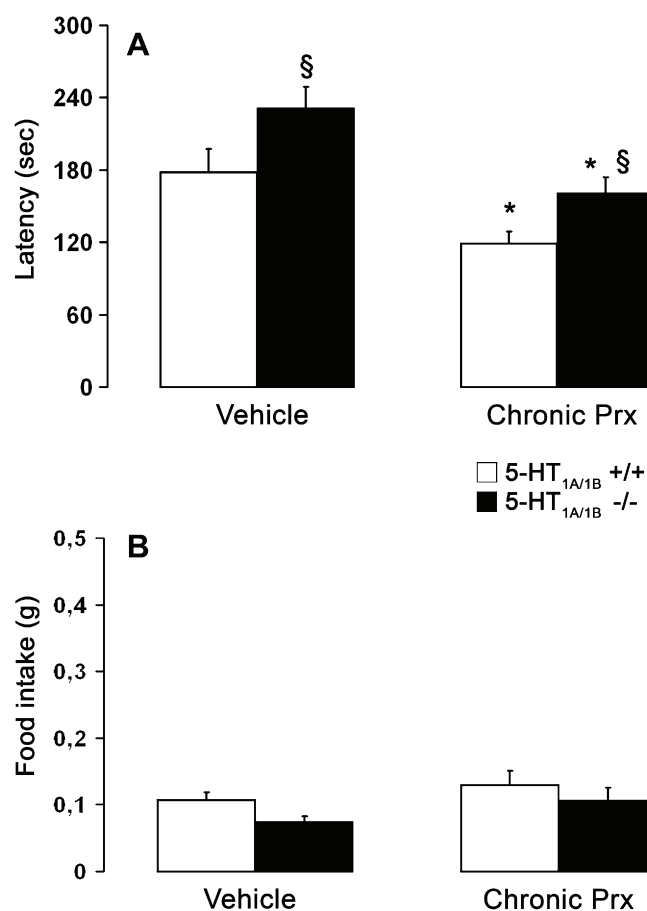 A
Latency (sec)
300
240
180
120
60
0
§
*
* §
Vehicle
Chronic Prx
5-HT1A/1B +/+
5-HT1A/1B -/-
B
Food intake (g)
0,5
0,4
0,3
0,2
0,1
0
Vehicle
Chronic Prx